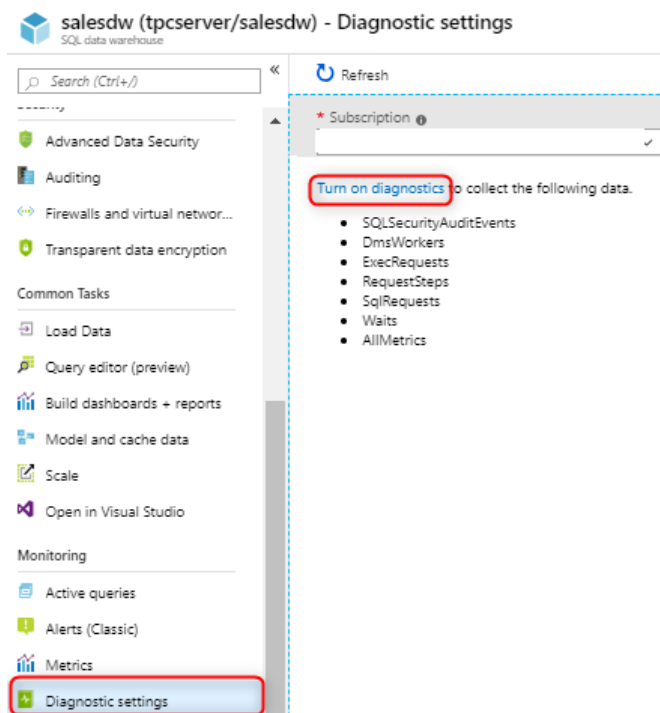 salesdw (tpcserver/salesdw) - Diagnostic settings
SQL data warehouse
Search (Ctrl+/)
«
Advanced Data Security
Auditing
Firewalls and virtual networ...
Transparent data encryption
Common Tasks
Load Data
Query editor (preview)
Build dashboards + reports
Model and cache data
Scale
Open in Visual Studio
Monitoring
Active queries
Alerts (Classic)
Metrics
Diagnostic settings
Refresh
* Subscription
Turn on diagnostics to collect the following data.
• SQLSecurityAuditEvents
• DmsWorkers
• ExecRequests
• RequestSteps
• SqlRequests
• Waits
• AllMetrics